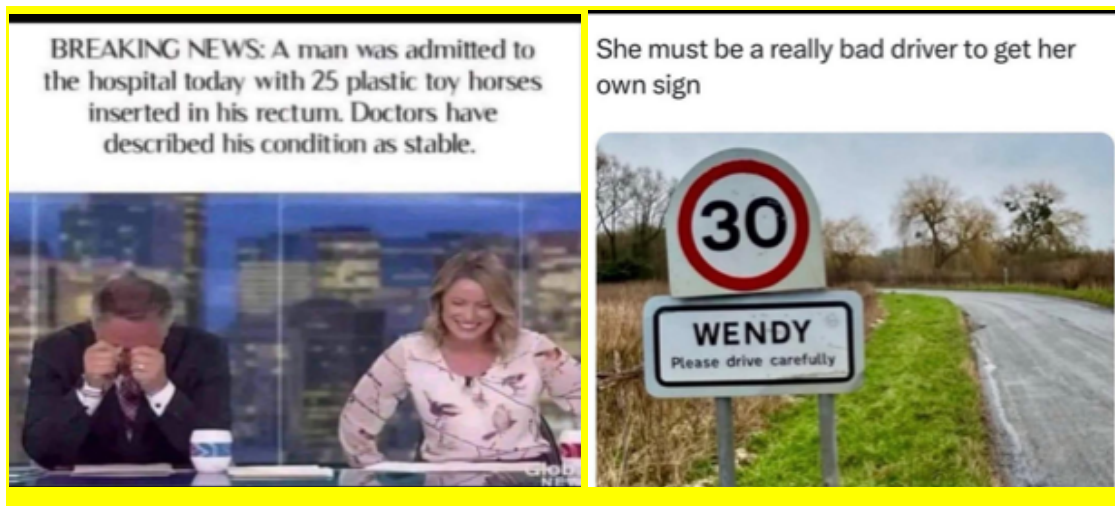 BREAKING NEWS: A man was admitted to
the hospital today with 25 plastic toy horses
inserted in his rectum. Doctors have
described his condition as stable.
Global
NEWS
She must be a really bad driver to get her
own sign
30
WENDY
Please drive carefully